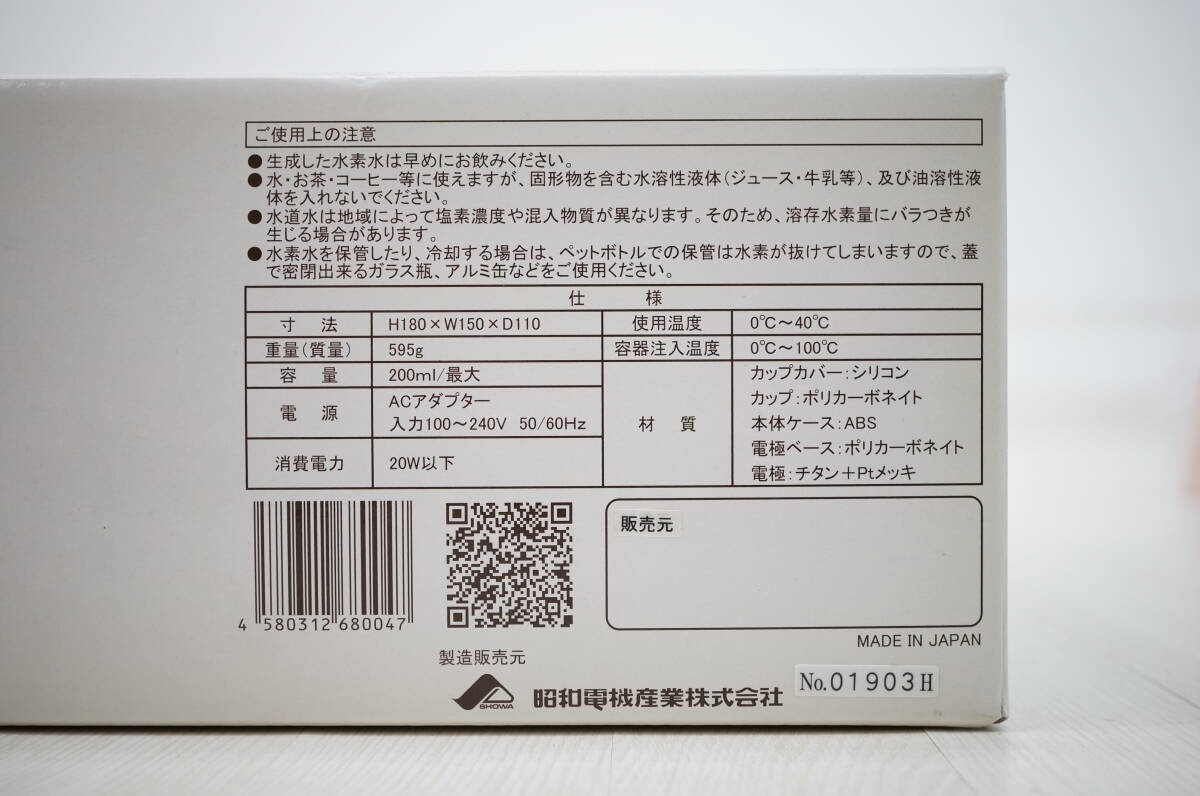 ご使用上の注意
●生成した水素水は早めにお飲みください。
●水・お茶・コーヒー等に使えますが、固形物を含む水溶性液体（ジュース・牛乳等）、及び油溶性液
体を入れないでください。
●水道水は地域によって塩素濃度や混入物質が異なります。そのため、溶存水素量にバラつきが
生じる場合があります。
●水素水を保管したり、冷却する場合は、ペットボトルでの保管は水素が抜けてしまいますので、蓋
で密閉出来るガラス瓶、アルミ缶などをご使用ください。
仕 様
寸 法 H180×W150×D110
重量（質量） 595g
容 量 200ml/最大
電 源 ACアダプター
入力100～240V 50/60Hz
消費電力 20W以下
使用温度 0℃～40℃
容器注入温度 0℃～100℃
材 質 カップカバー：シリコン
カップ：ポリカーボネイト
本体ケース：ABS
電極ベース：ポリカーボネイト
電極：チタン＋Ptメッキ
4 580312 680047
販売元
MADE IN JAPAN
製造販売元
SHOWA 昭和電機産業株式会社
No.01903H